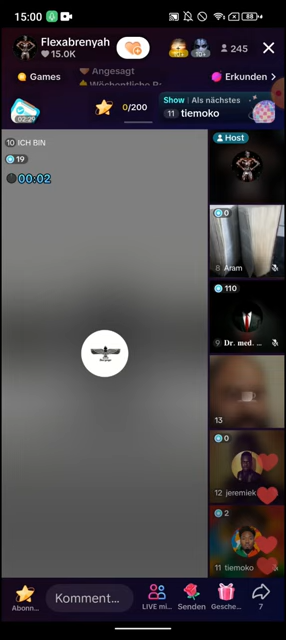 15:00
88
Flexabrenyah
15.0K
245
Games
Angesagt
Erkunden
02:29
0/200
Show | Als nächstes
11 tiemoko
10 ICH BIN
19
00:02
Host
0
8 Aram
110
9 Dr. med. ...
13
0
12 jeremiek
2
11 tiemoko
Abonn...
Komment...
LIVE mi...
Senden
Gesche...
7